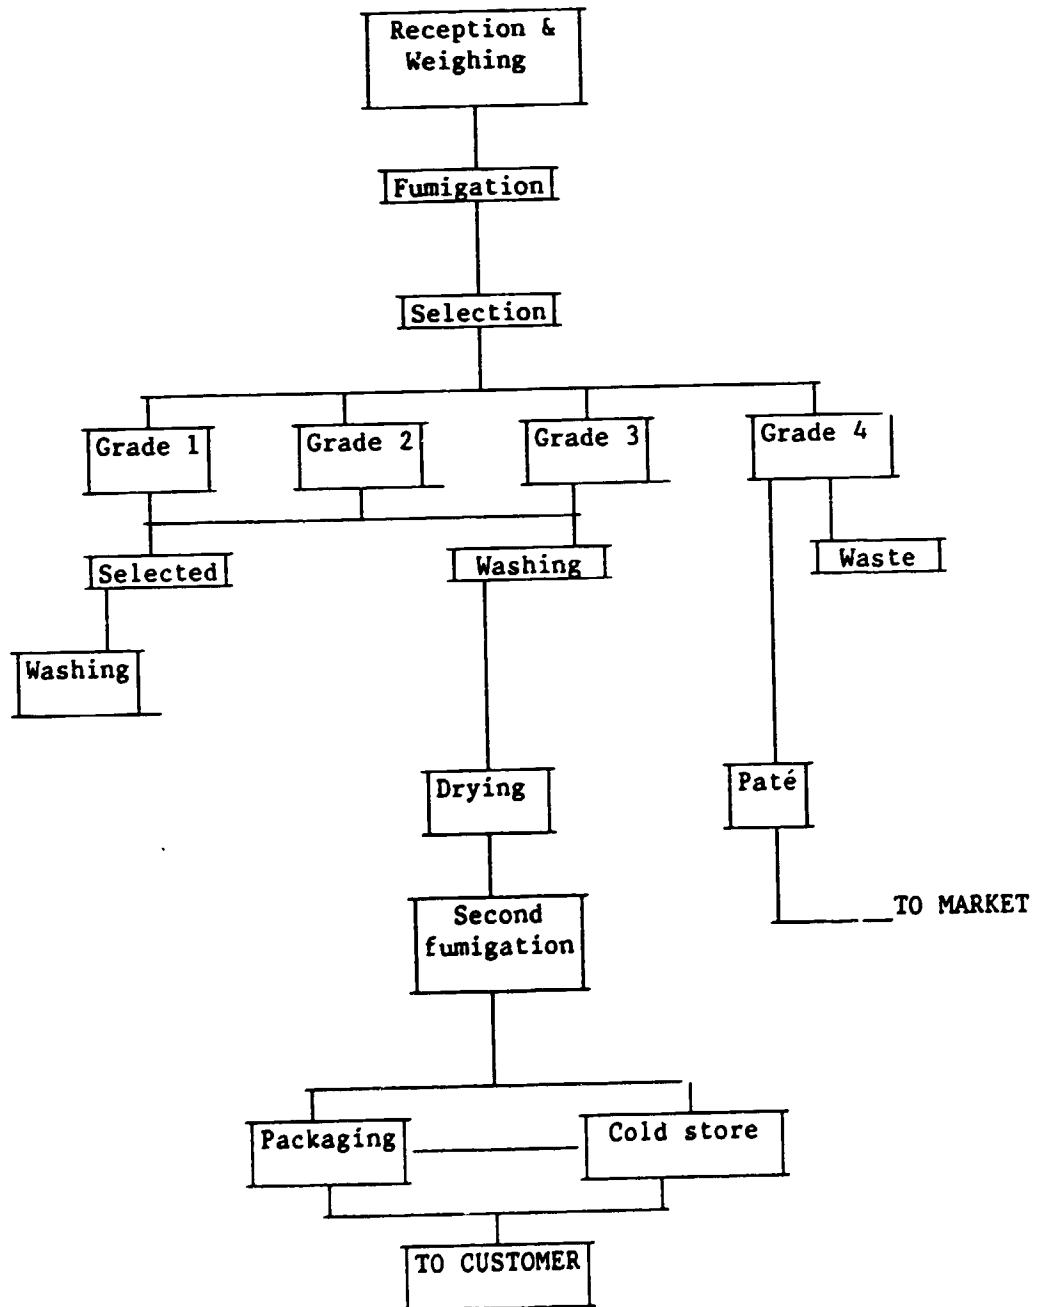 Reception &
Weighing
Fumigation
Selection
Grade 1
Grade 2
Grade 3
Grade 4
Selected
Washing
Waste
Washing
Drying
Paté
TO MARKET
Second
fumigation
Packaging
Cold store
TO CUSTOMER